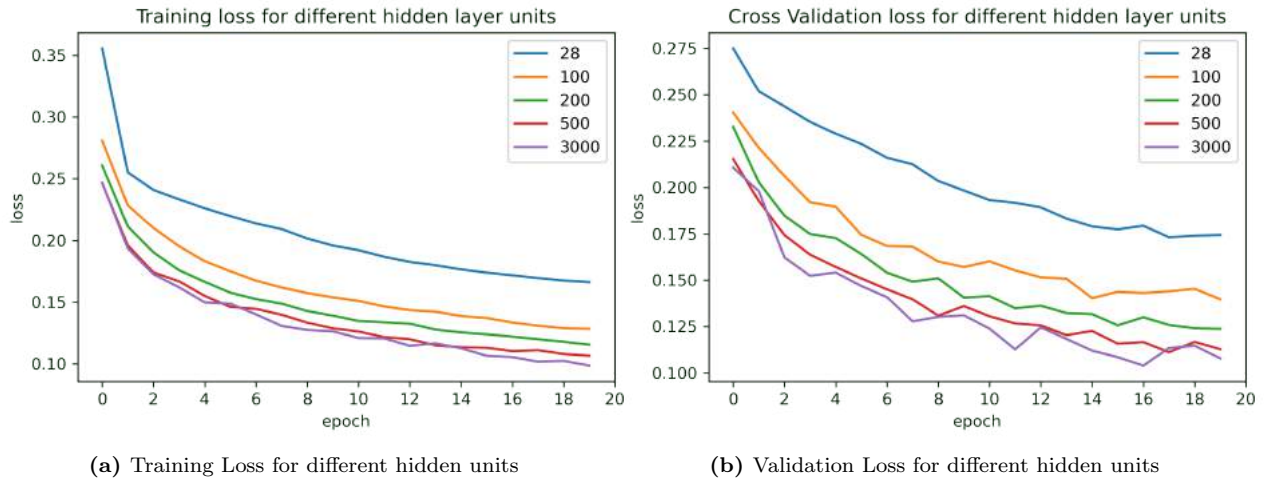 Training loss for different hidden layer units
loss
0.35
0.30
0.25
0.20
0.15
0.10
28
100
200
500
3000
0 2 4 6 8 10 12 14 16 18 20
epoch
(a) Training Loss for different hidden units
Cross Validation loss for different hidden layer units
loss
0.275
0.250
0.225
0.200
0.175
0.150
0.125
0.100
28
100
200
500
3000
0 2 4 6 8 10 12 14 16 18 20
epoch
(b) Validation Loss for different hidden units